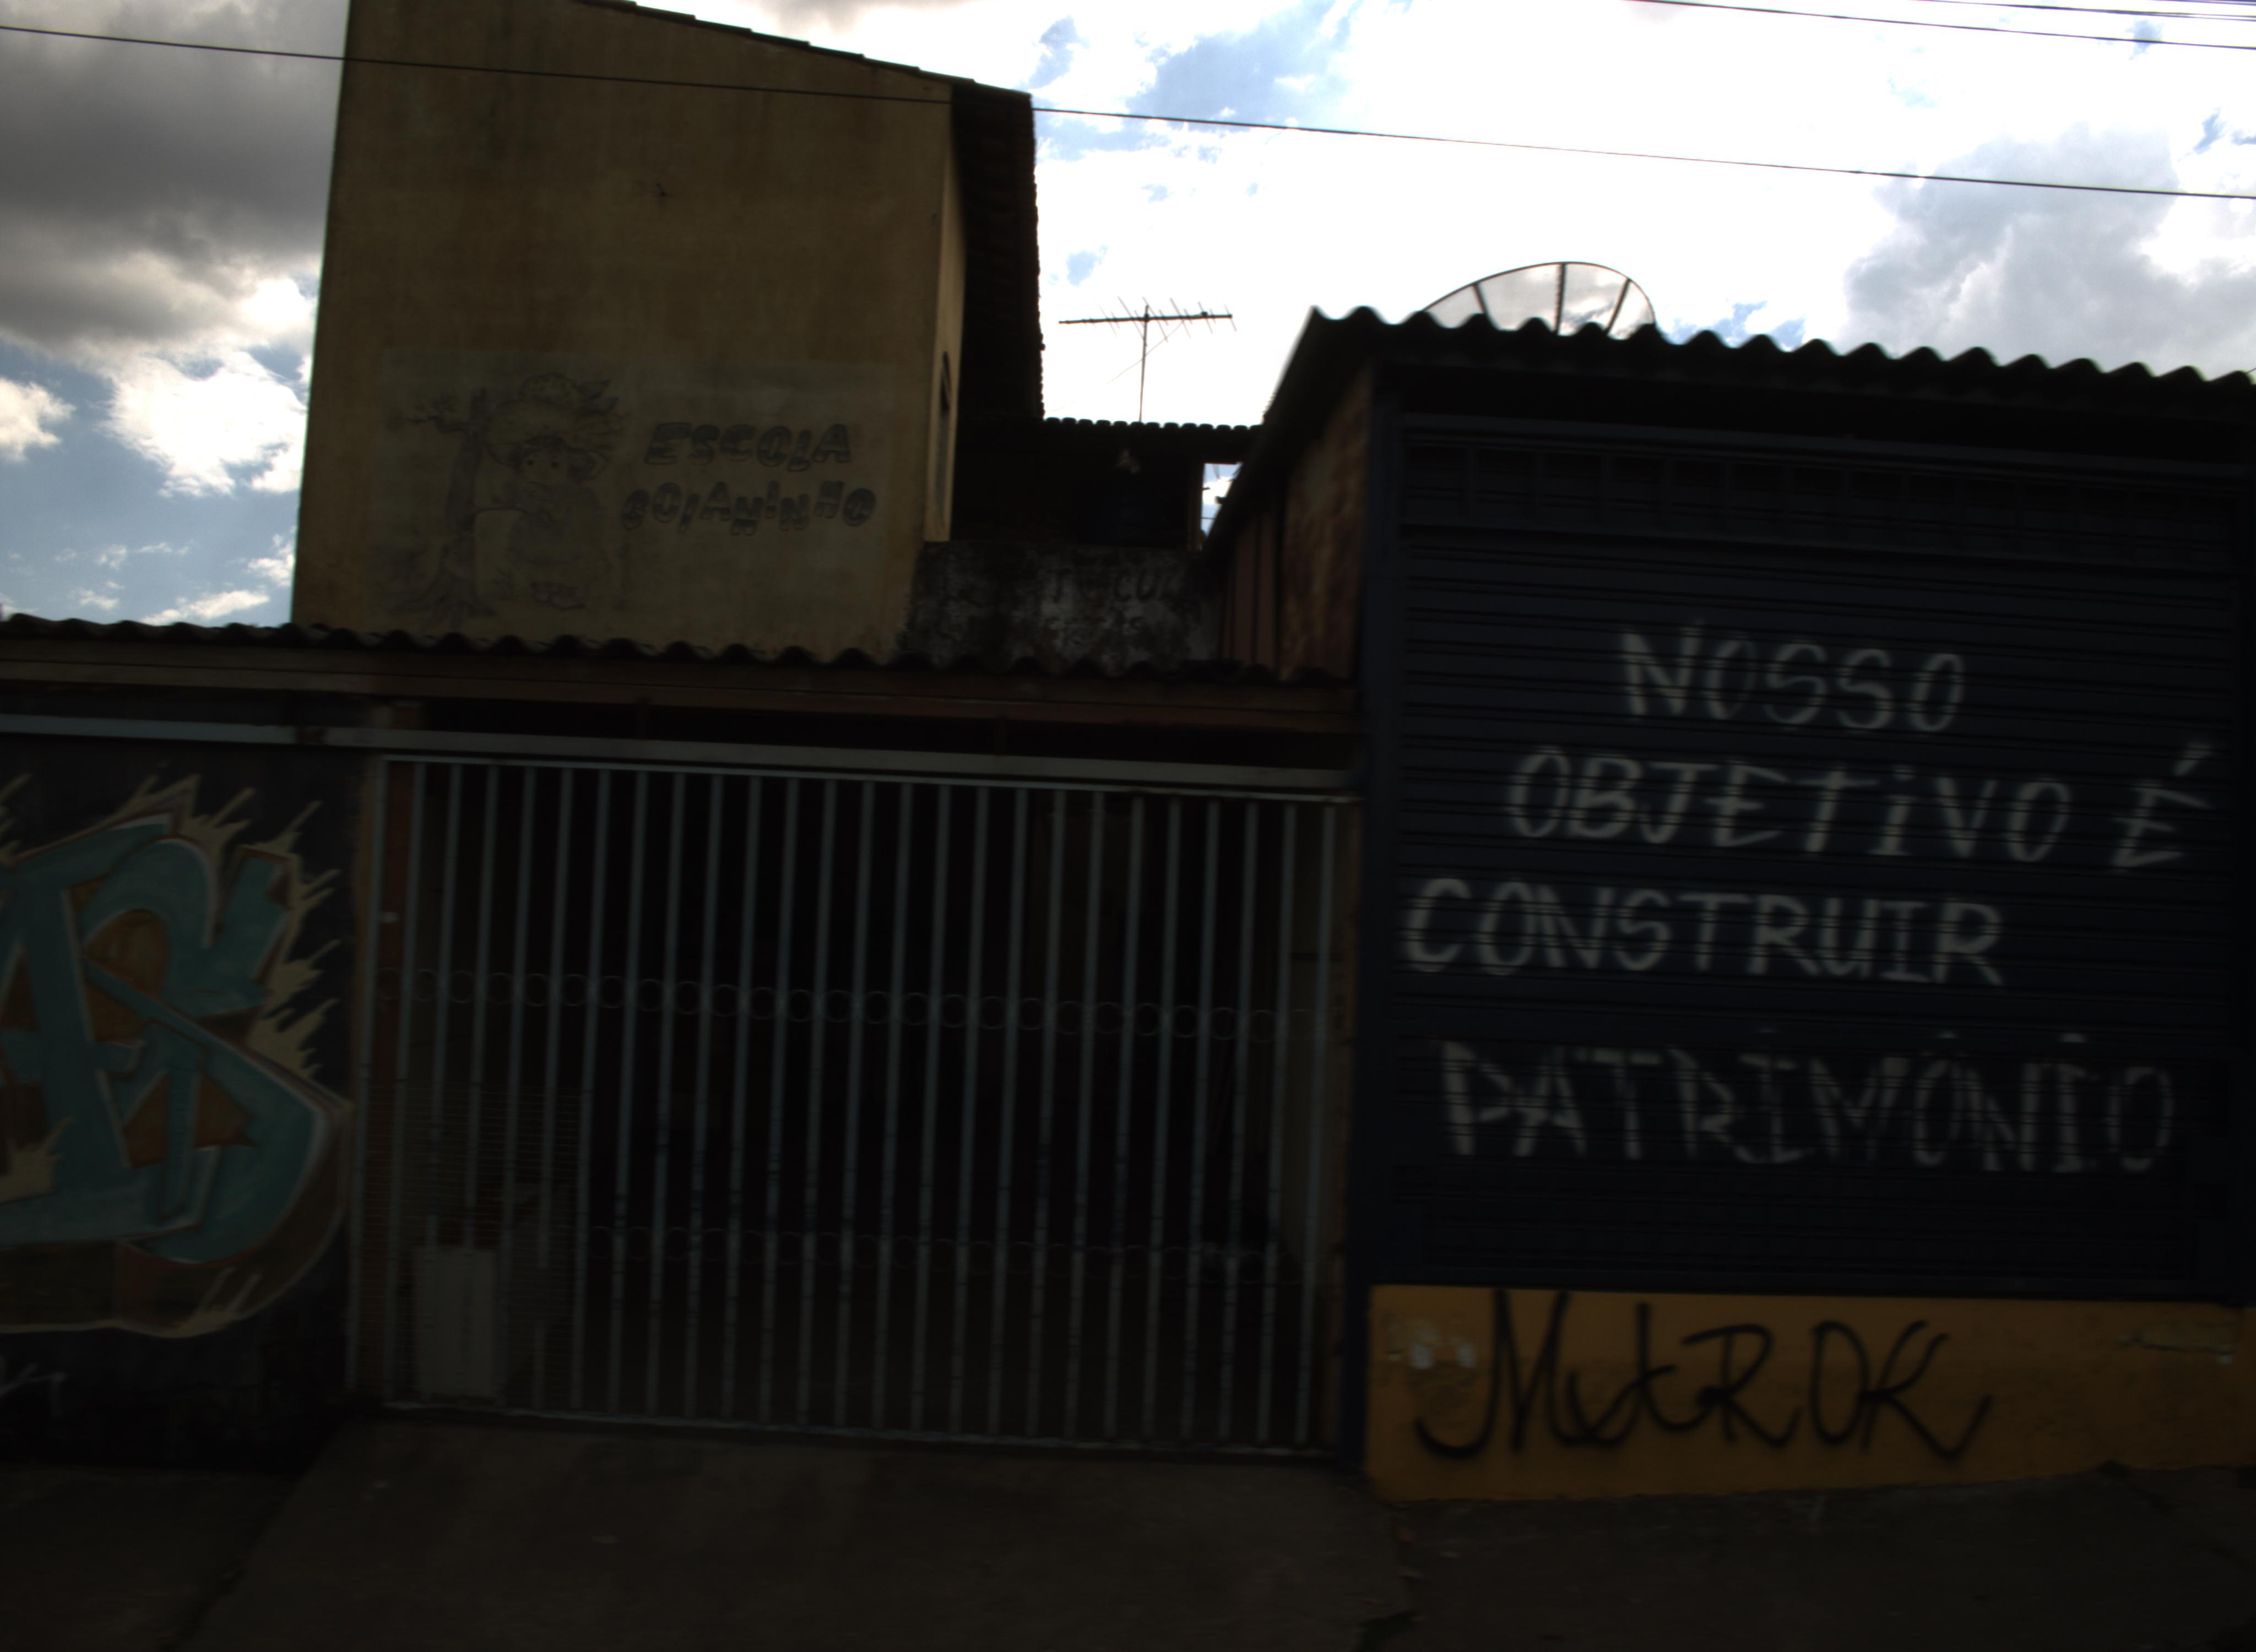 ESCOLA
GOIANINHO
NOSSO
OBJETIVO É
CONSTRUIR
PATRIMÔNIO